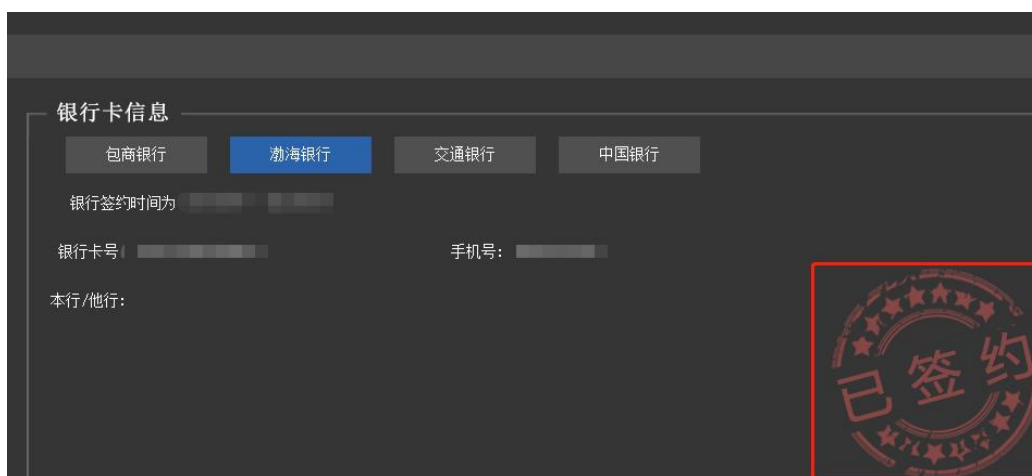 银行卡信息
包商银行 渤海银行 交通银行 中国银行
银行签约时间为
银行卡号 手机号：
本行/他行：
已签约